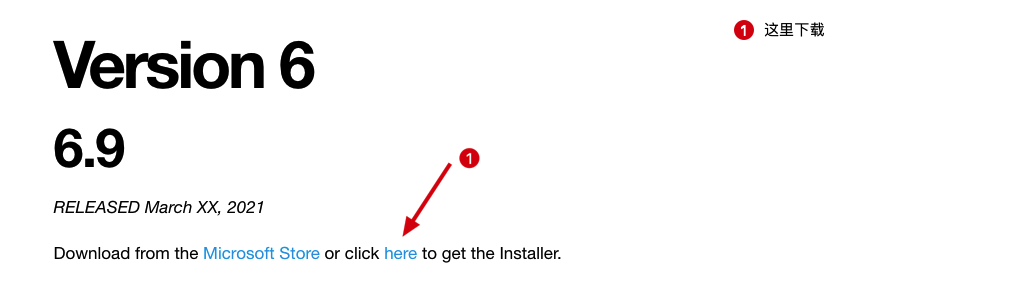 1 这里下载
Version 6
6.9
1
RELEASED March XX, 2021
Download from the Microsoft Store or click here to get the Installer.